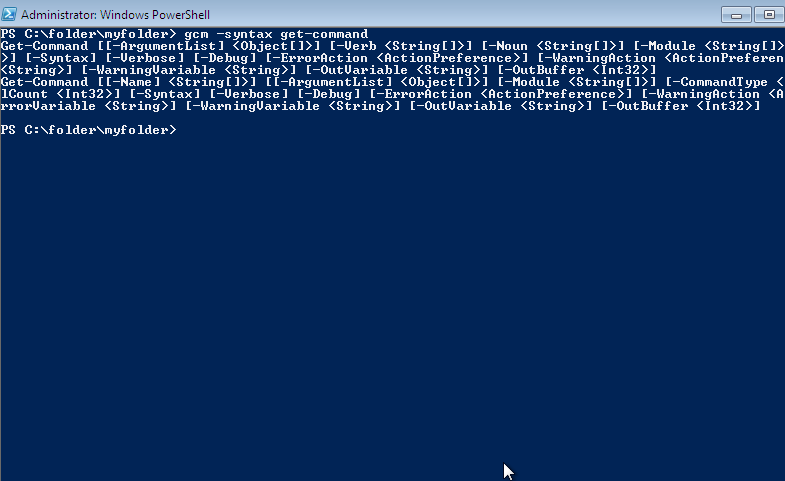 Administrator: Windows PowerShell
PS C:\folder\myfolder> gcm -syntax get-command
Get-Command [[-ArgumentList] <Object[]>] [-Verb <String[]>] [-Noun <String[]>] [-Module <String[]>
>] [-Syntax] [-Verbose] [-Debug] [-ErrorAction <ActionPreference>] [-WarningAction <ActionPreferen
<String>] [-WarningVariable <String>] [-OutVariable <String>] [-OutBuffer <Int32>]
Get-Command [[-Name] <String[]>] [[-ArgumentList] <Object[]>] [-Module <String[]>] [-CommandType <
lCount <Int32>] [-Syntax] [-Verbose] [-Debug] [-ErrorAction <ActionPreference>] [-WarningAction <A
rrorVariable <String>] [-WarningVariable <String>] [-OutVariable <String>] [-OutBuffer <Int32>]
PS C:\folder\myfolder>